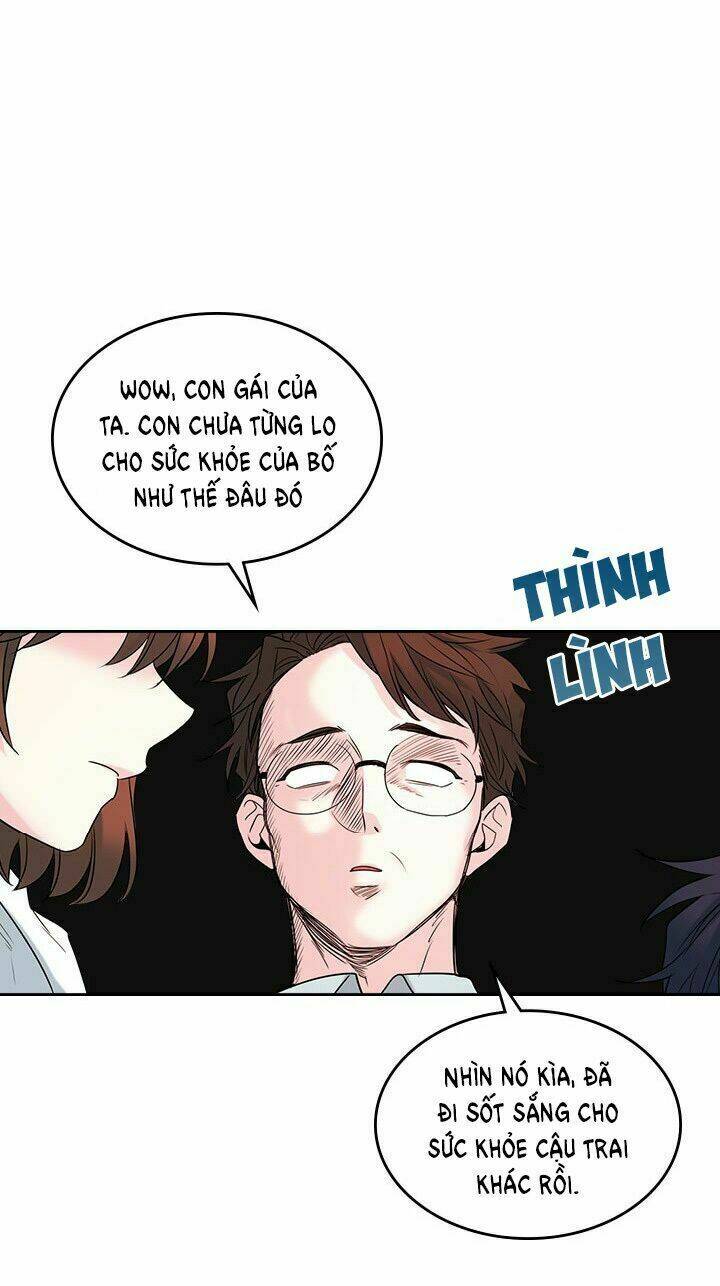 WOW, CON GÁI CỦA
TA. CON CHƯA TỪNG LO
CHO SỨC KHỎE CỦA BỐ
NHƯ THẾ ĐÂU ĐÓ
THÌNH
LÌNH
NHÌN NÓ KÌA, ĐÃ
ĐI SỐT SẮNG CHO
SỨC KHỎE CẬU TRAI
KHÁC RỒI.